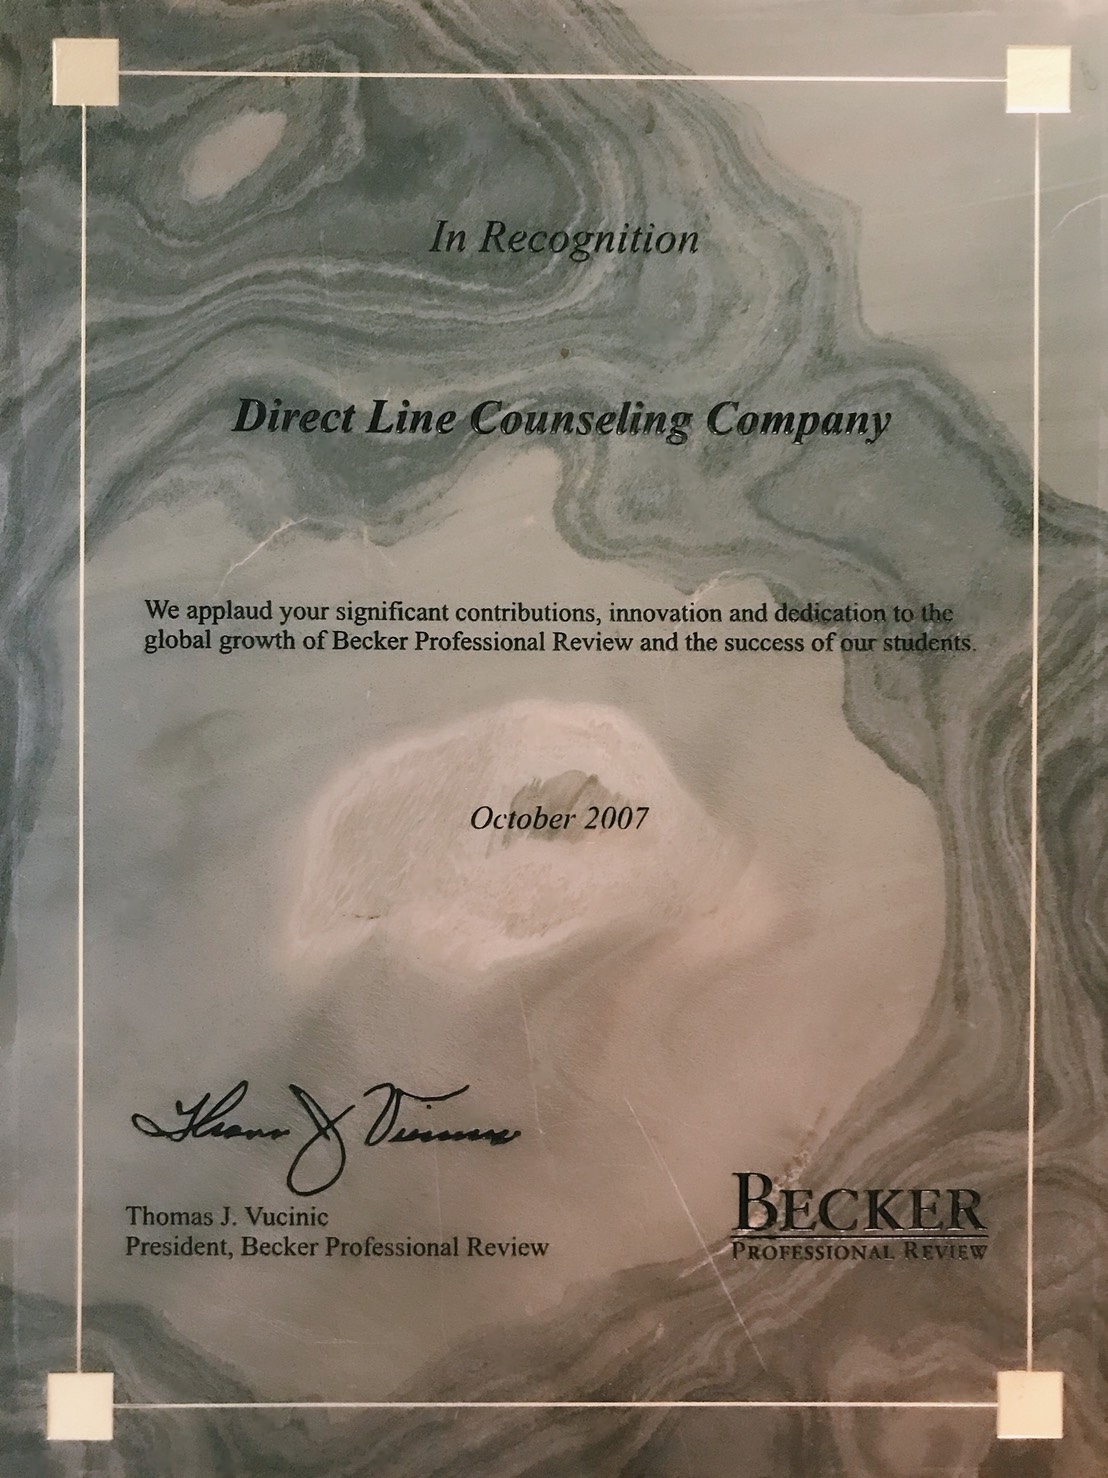 In Recognition
Direct Line Counseling Company
We applaud your significant contributions, innovation and dedication to the
global growth of Becker Professional Review and the success of our students.
October 2007
Thomas J. Vucinic
Thomas J. Vucinic
President, Becker Professional Review
BECKER
PROFESSIONAL REVIEW